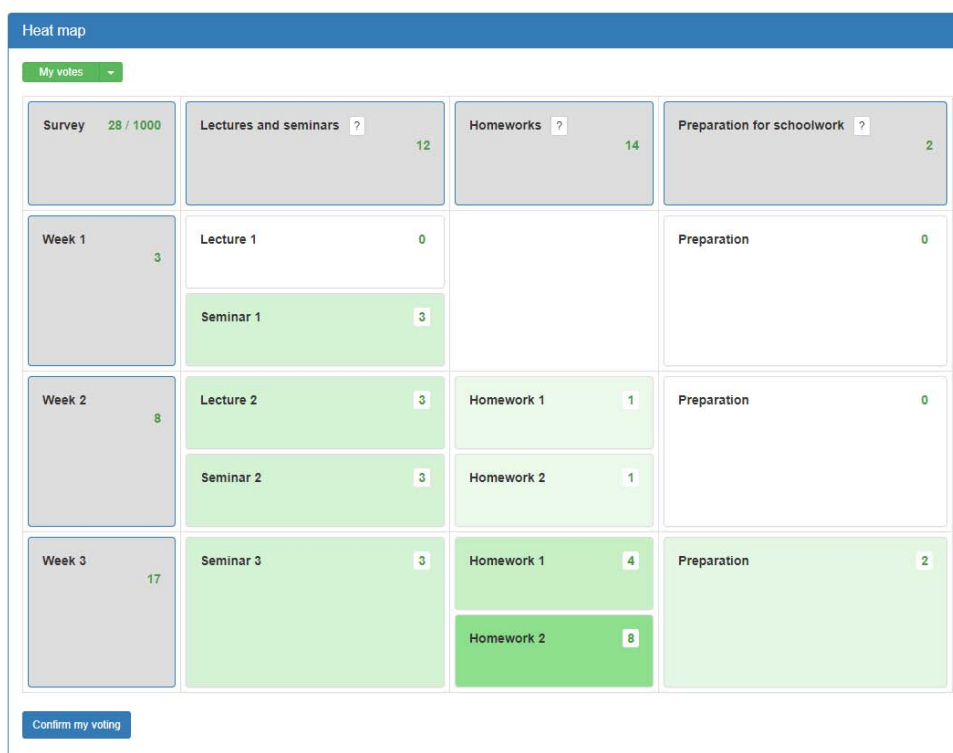 Heat map
My votes
Survey 28 / 1000
Lectures and seminars ?
12
Homeworks ?
14
Preparation for schoolwork ?
2
Week 1
3
Lecture 1 0
Seminar 1 3
Preparation 0
Week 2
8
Lecture 2 3
Seminar 2 3
Homework 1 1
Homework 2 1
Preparation 0
Week 3
17
Seminar 3 3
Homework 1 4
Homework 2 8
Preparation 2
Confirm my voting